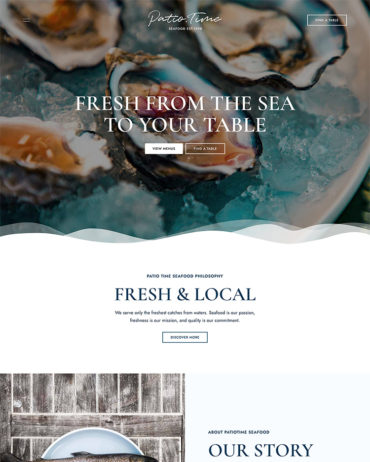 Patio Time
SEAFOOD RESTAURANT
FIND A TABLE
FRESH FROM THE SEA
TO YOUR TABLE
VIEW MENUS
FIND A TABLE
PATIO TIME SEAFOOD PHILOSOPHY
FRESH & LOCAL
We serve only the freshest catches from waters. Seafood is our passion,
freshness is our mission, and quality is our commitment.
DISCOVER MORE
ABOUT PATIOTIME SEAFOOD
OUR STORY